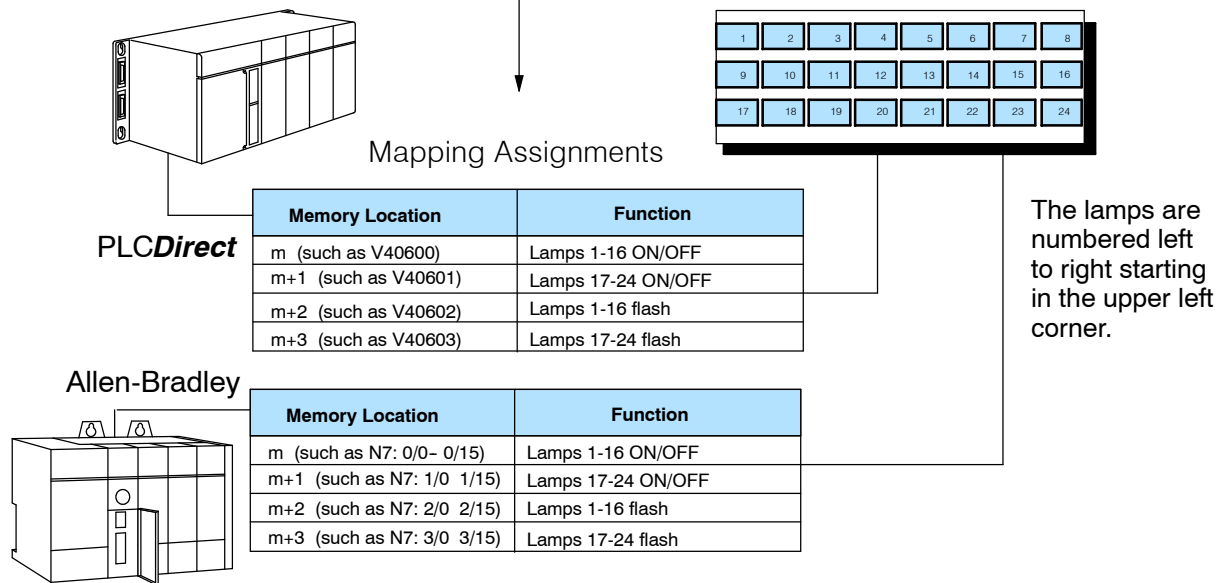 1 2 3 4 5 6 7 8
9 10 11 12 13 14 15 16
17 18 19 20 21 22 23 24
Mapping Assignments
PLCDirect
Memory Location Function
m (such as V40600) Lamps 1-16 ON/OFF
m+1 (such as V40601) Lamps 17-24 ON/OFF
m+2 (such as V40602) Lamps 1-16 flash
m+3 (such as V40603) Lamps 17-24 flash
The lamps are
numbered left
to right starting
in the upper left
corner.
Allen-Bradley
Memory Location Function
m (such as N7: 0/0– 0/15) Lamps 1-16 ON/OFF
m+1 (such as N7: 1/0 1/15) Lamps 17-24 ON/OFF
m+2 (such as N7: 2/0 2/15) Lamps 1-16 flash
m+3 (such as N7: 3/0 3/15) Lamps 17-24 flash